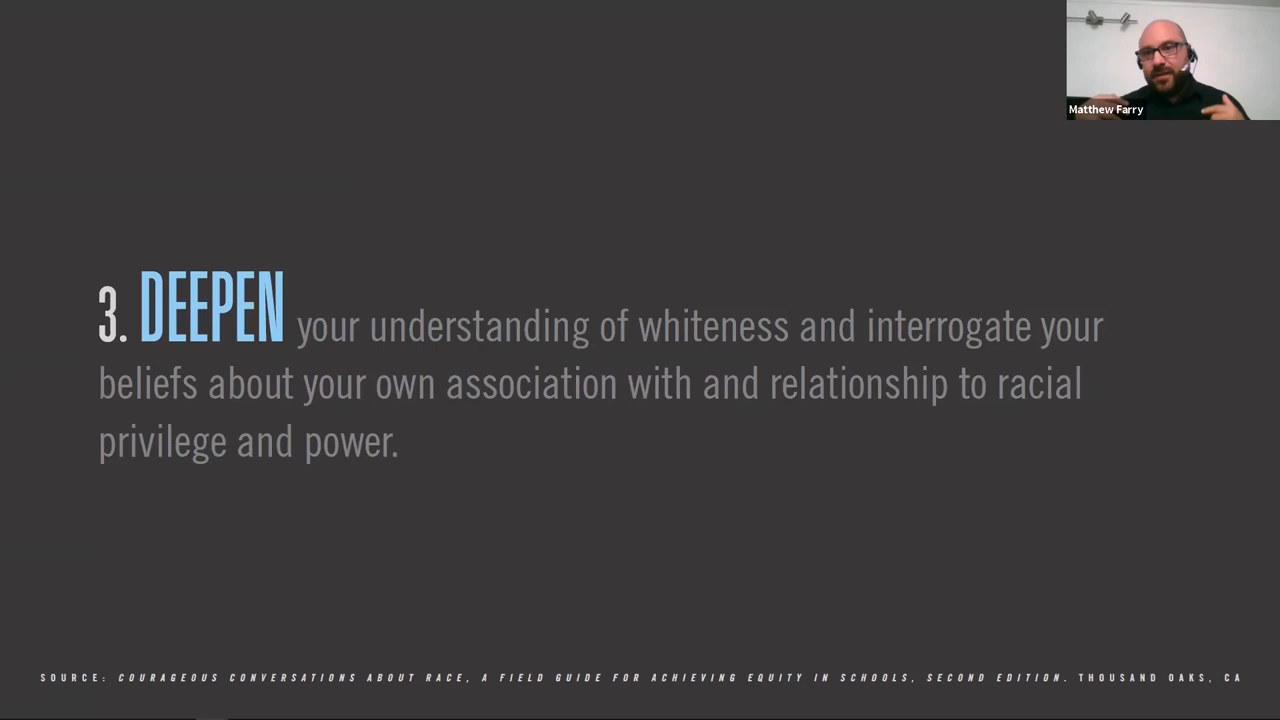 Matthew Farry
3. DEEPEN your understanding of whiteness and interrogate your
beliefs about your own association with and relationship to racial
privilege and power.
SOURCE: COURAGEOUS CONVERSATIONS ABOUT RACE, A FIELD GUIDE FOR ACHIEVING EQUITY IN SCHOOLS, SECOND EDITION. THOUSAND OAKS, CA